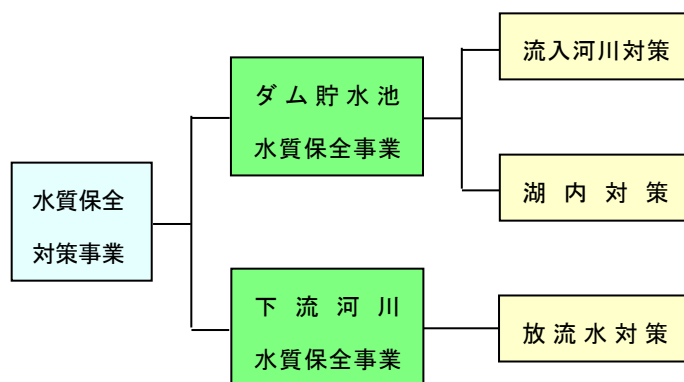 水質保全
対策事業
ダム貯水池
水質保全事業
下流河川
水質保全事業
流入河川対策
湖内対策
放流水対策